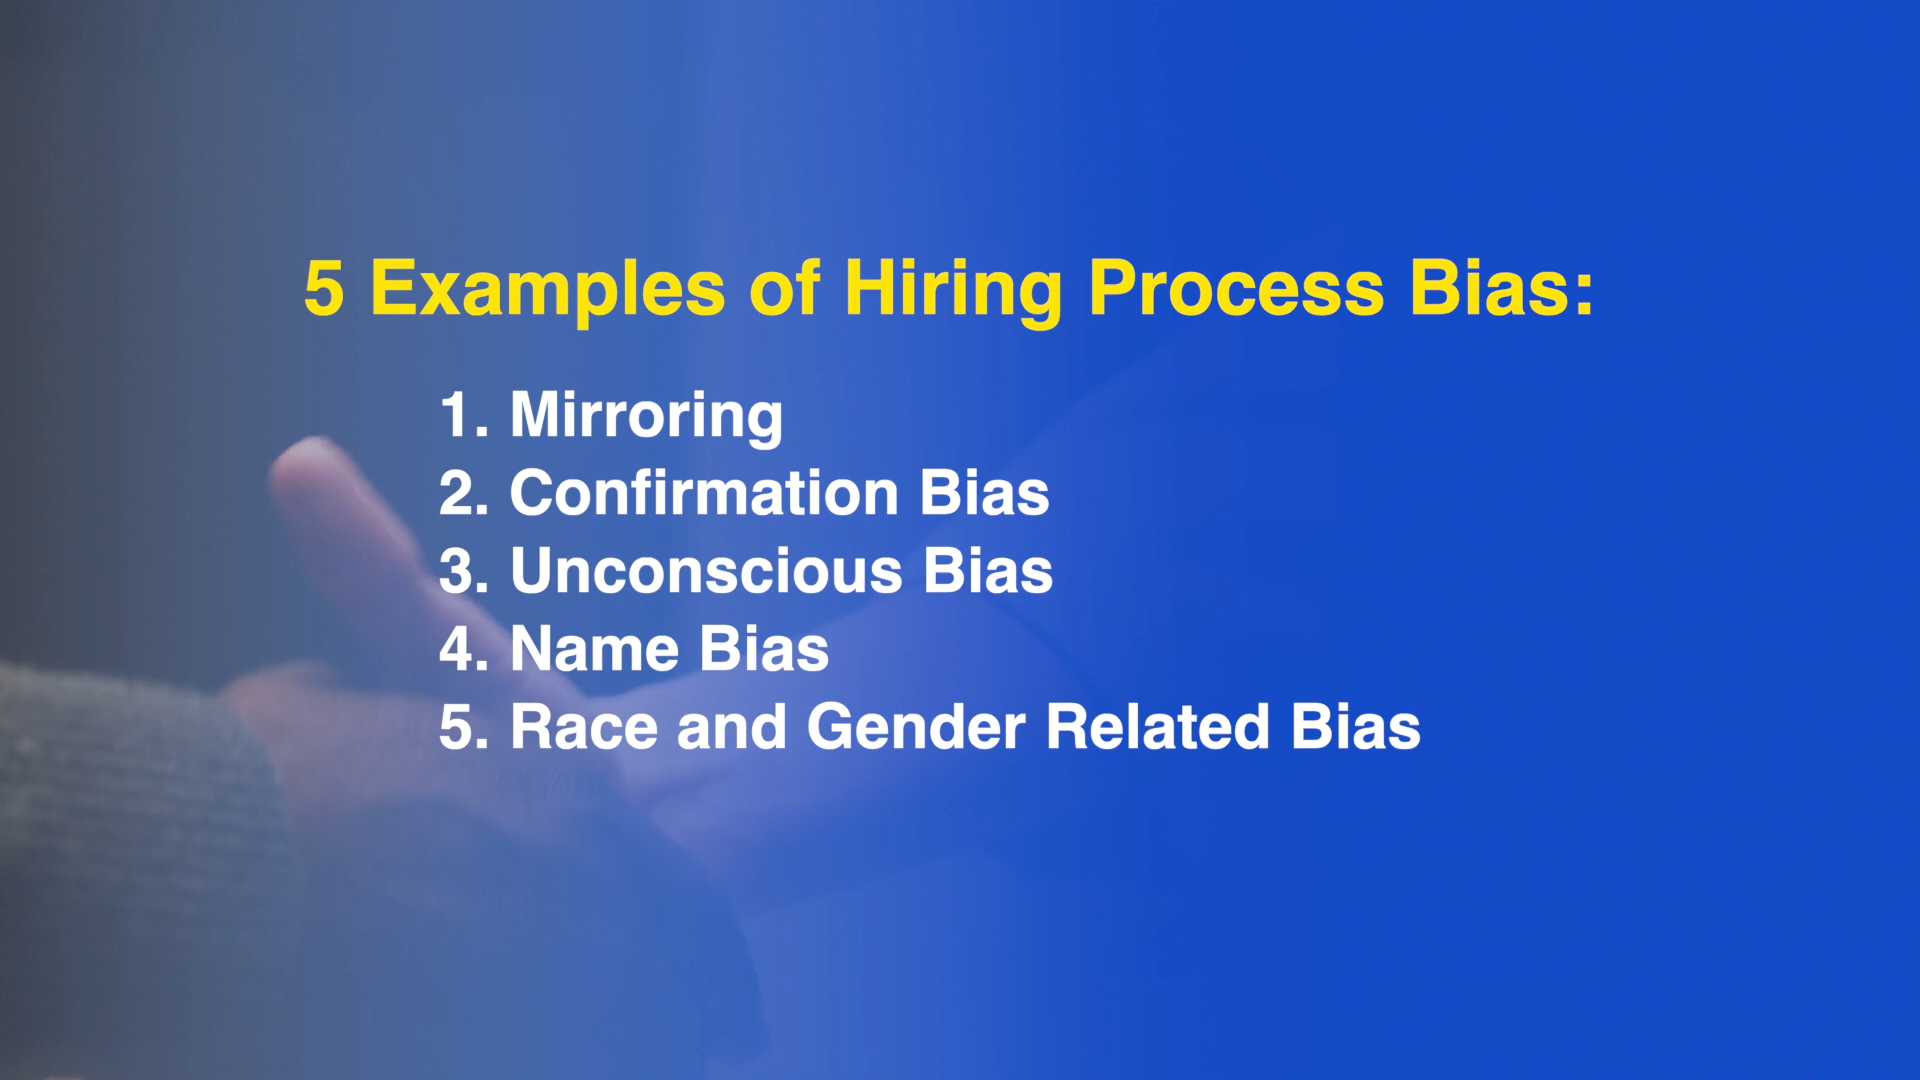 5 Examples of Hiring Process Bias:
1. Mirroring
2. Confirmation Bias
3. Unconscious Bias
4. Name Bias
5. Race and Gender Related Bias